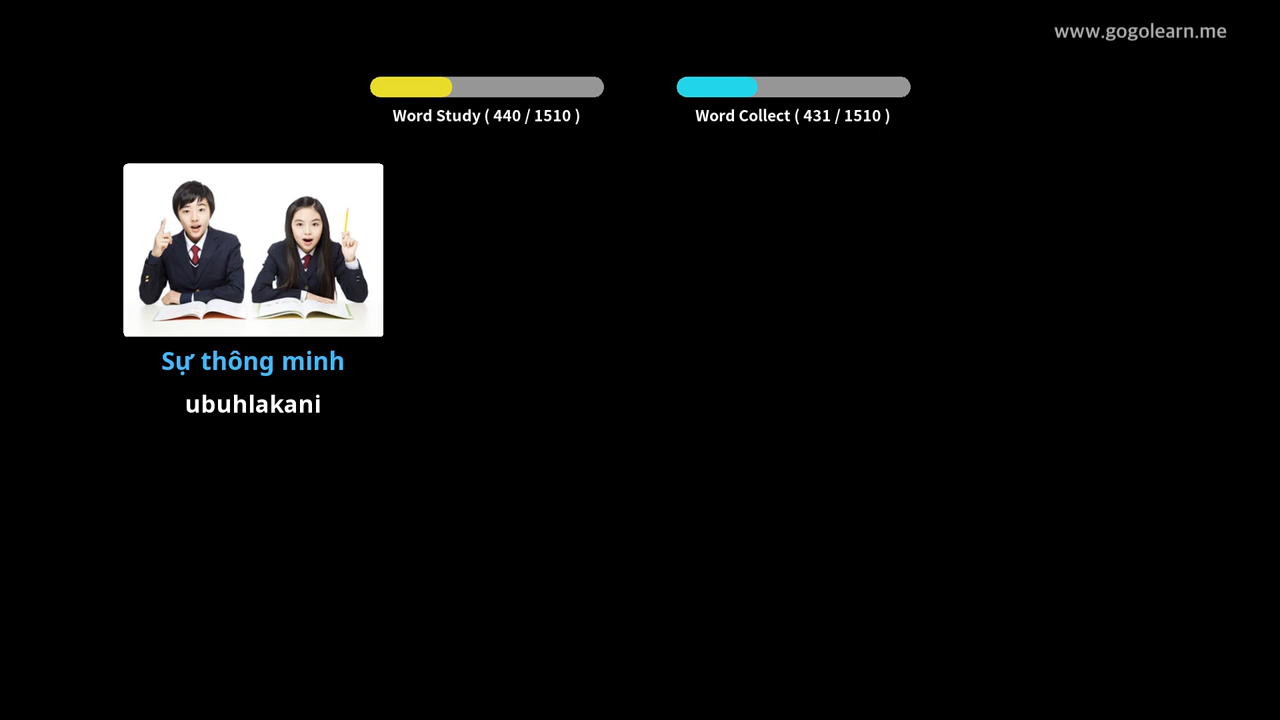 www.gogolearn.me
Word Study ( 440 / 1510 )
Word Collect ( 431 / 1510 )
Sự thông minh
ubuhlakani